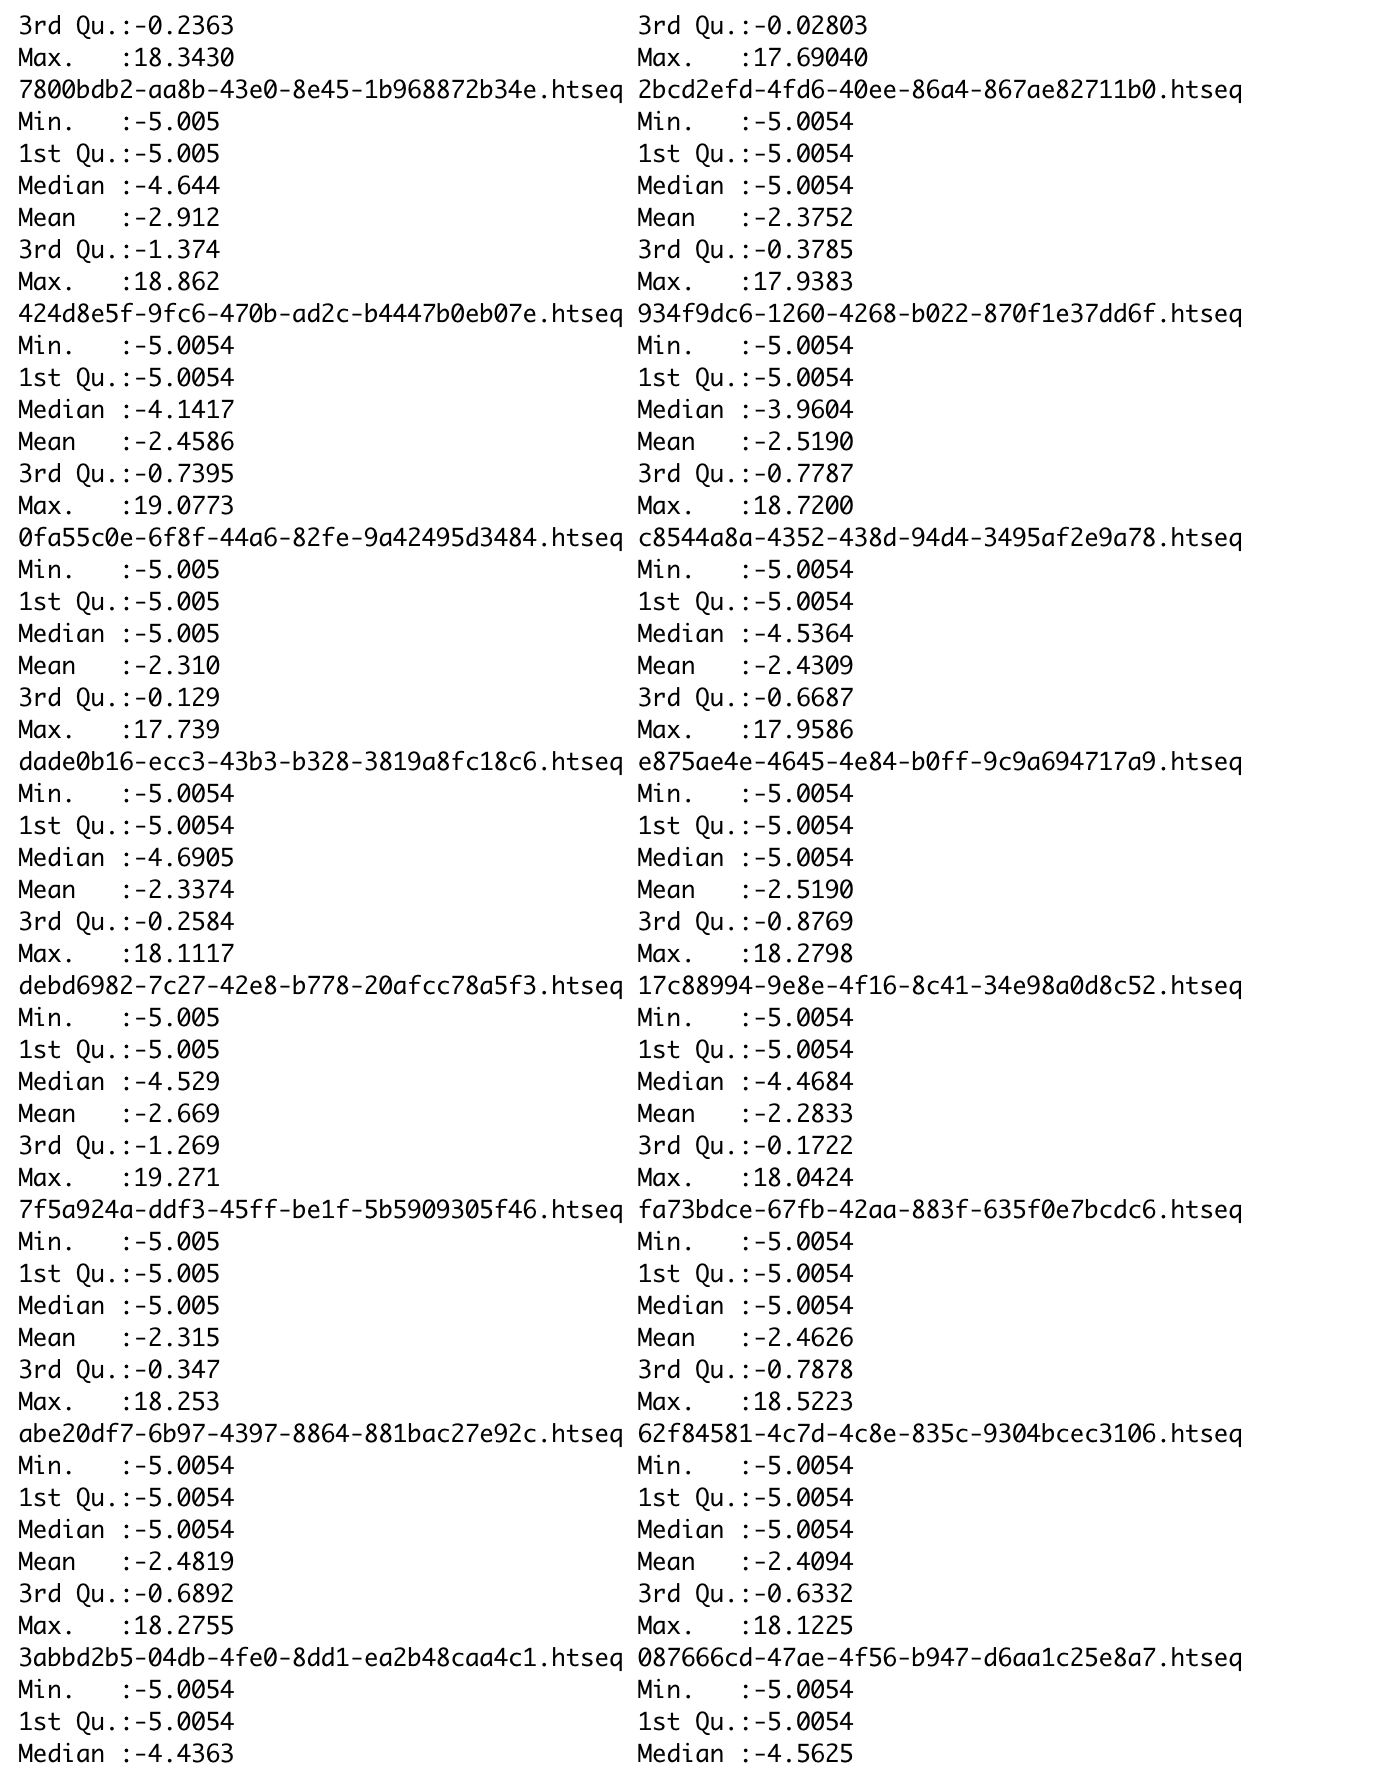 3rd Qu.:-0.2363                            3rd Qu.:-0.02803
Max.   :18.3430                            Max.   :17.69040
7800bdb2-aa8b-43e0-8e45-1b968872b34e.htseq 2bcd2efd-4fd6-40ee-86a4-867ae82711b0.htseq
Min.   :-5.005                             Min.   :-5.0054
1st Qu.:-5.005                             1st Qu.:-5.0054
Median :-4.644                             Median :-5.0054
Mean   :-2.912                             Mean   :-2.3752
3rd Qu.:-1.374                             3rd Qu.:-0.3785
Max.   :18.862                             Max.   :17.9383
424d8e5f-9fc6-470b-ad2c-b4447b0eb07e.htseq 934f9dc6-1260-4268-b022-870f1e37dd6f.htseq
Min.   :-5.0054                            Min.   :-5.0054
1st Qu.:-5.0054                            1st Qu.:-5.0054
Median :-4.1417                            Median :-3.9604
Mean   :-2.4586                            Mean   :-2.5190
3rd Qu.:-0.7395                            3rd Qu.:-0.7787
Max.   :19.0773                            Max.   :18.7200
0fa55c0e-6f8f-44a6-82fe-9a42495d3484.htseq c8544a8a-4352-438d-94d4-3495af2e9a78.htseq
Min.   :-5.005                             Min.   :-5.0054
1st Qu.:-5.005                             1st Qu.:-5.0054
Median :-5.005                             Median :-4.5364
Mean   :-2.310                             Mean   :-2.4309
3rd Qu.:-0.129                             3rd Qu.:-0.6687
Max.   :17.739                             Max.   :17.9586
dade0b16-ecc3-43b3-b328-3819a8fc18c6.htseq e875ae4e-4645-4e84-b0ff-9c9a694717a9.htseq
Min.   :-5.0054                            Min.   :-5.0054
1st Qu.:-5.0054                            1st Qu.:-5.0054
Median :-4.6905                            Median :-5.0054
Mean   :-2.3374                            Mean   :-2.5190
3rd Qu.:-0.2584                            3rd Qu.:-0.8769
Max.   :18.1117                            Max.   :18.2798
debd6982-7c27-42e8-b778-20afcc78a5f3.htseq 17c88994-9e8e-4f16-8c41-34e98a0d8c52.htseq
Min.   :-5.005                             Min.   :-5.0054
1st Qu.:-5.005                             1st Qu.:-5.0054
Median :-4.529                             Median :-4.4684
Mean   :-2.669                             Mean   :-2.2833
3rd Qu.:-1.269                             3rd Qu.:-0.1722
Max.   :19.271                             Max.   :18.0424
7f5a924a-ddf3-45ff-be1f-5b5909305f46.htseq fa73bdce-67fb-42aa-883f-635f0e7bcdc6.htseq
Min.   :-5.005                             Min.   :-5.0054
1st Qu.:-5.005                             1st Qu.:-5.0054
Median :-5.005                             Median :-5.0054
Mean   :-2.315                             Mean   :-2.4626
3rd Qu.:-0.347                             3rd Qu.:-0.7878
Max.   :18.253                             Max.   :18.5223
abe20df7-6b97-4397-8864-881bac27e92c.htseq 62f84581-4c7d-4c8e-835c-9304bcec3106.htseq
Min.   :-5.0054                            Min.   :-5.0054
1st Qu.:-5.0054                            1st Qu.:-5.0054
Median :-5.0054                            Median :-5.0054
Mean   :-2.4819                            Mean   :-2.4094
3rd Qu.:-0.6892                            3rd Qu.:-0.6332
Max.   :18.2755                            Max.   :18.1225
3abbd2b5-04db-4fe0-8dd1-ea2b48caa4c1.htseq 087666cd-47ae-4f56-b947-d6aa1c25e8a7.htseq
Min.   :-5.0054                            Min.   :-5.0054
1st Qu.:-5.0054                            1st Qu.:-5.0054
Median :-4.4363                            Median :-4.5625